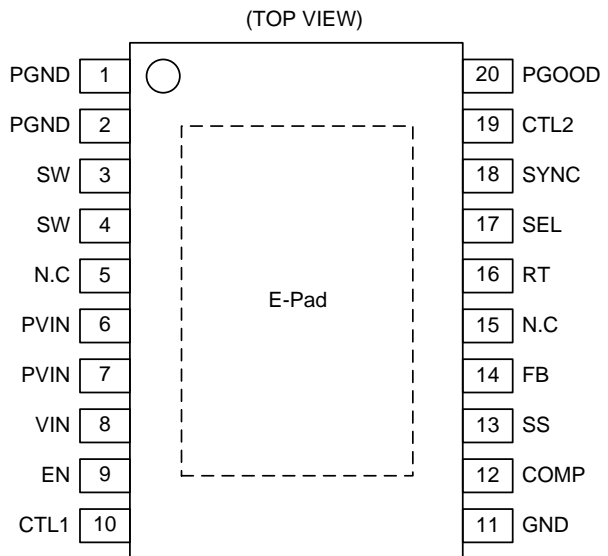 (TOP VIEW)
PGND 1 20 PGOOD
PGND 2 19 CTL2
SW 3 18 SYNC
SW 4 17 SEL
N.C 5 16 RT
PVIN 6 15 N.C
E-Pad
PVIN 7 14 FB
VIN 8 13 SS
EN 9 12 COMP
CTL1 10 11 GND